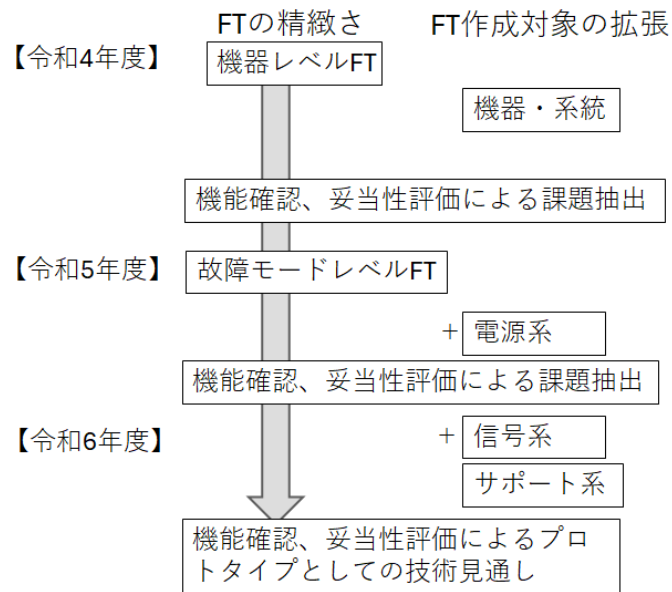 FTの精緻さ
FT作成対象の拡張
【令和4年度】
機器レベルFT
機器・系統
機能確認、妥当性評価による課題抽出
【令和5年度】
故障モードレベルFT
+ 電源系
機能確認、妥当性評価による課題抽出
【令和6年度】
+ 信号系
サポート系
機能確認、妥当性評価によるプロ
トタイプとしての技術見通し